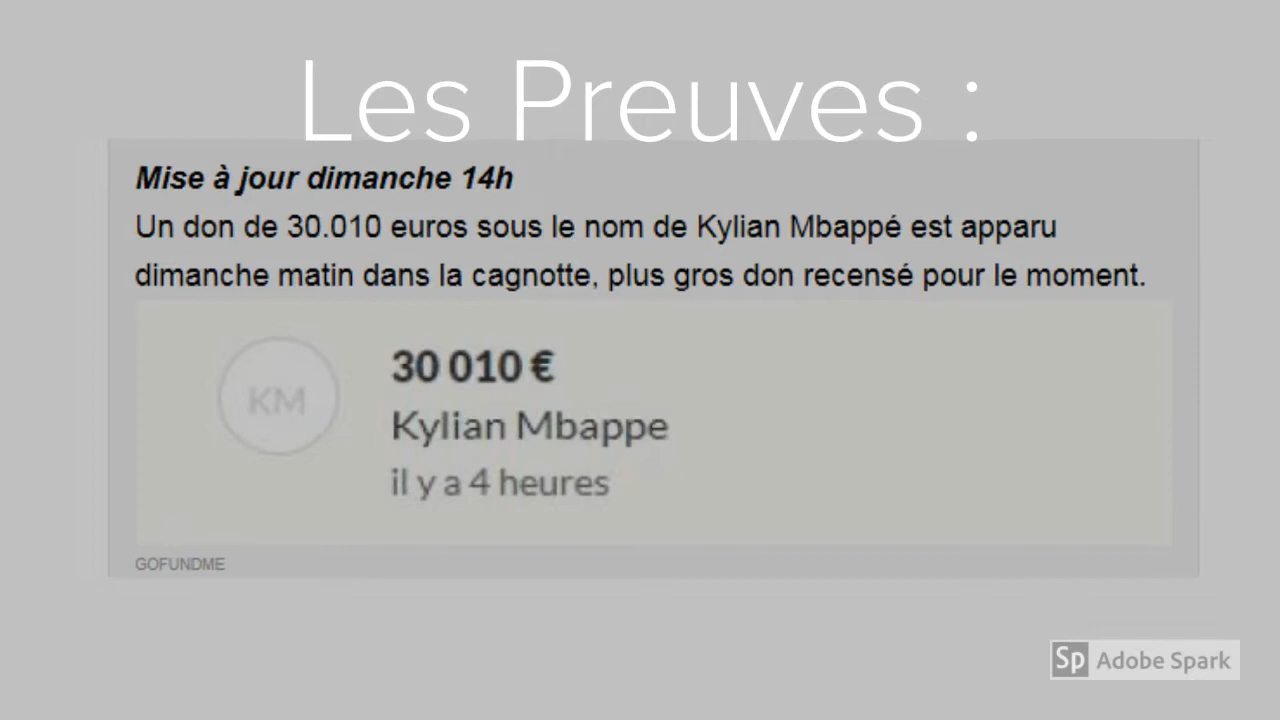 Les Preuves :
Mise à jour dimanche 14h
Un don de 30.010 euros sous le nom de Kylian Mbappé est apparu
dimanche matin dans la cagnotte, plus gros don recensé pour le moment.
KM
30 010 €
Kylian Mbappe
il y a 4 heures
GOFUNDME
Sp Adobe Spark